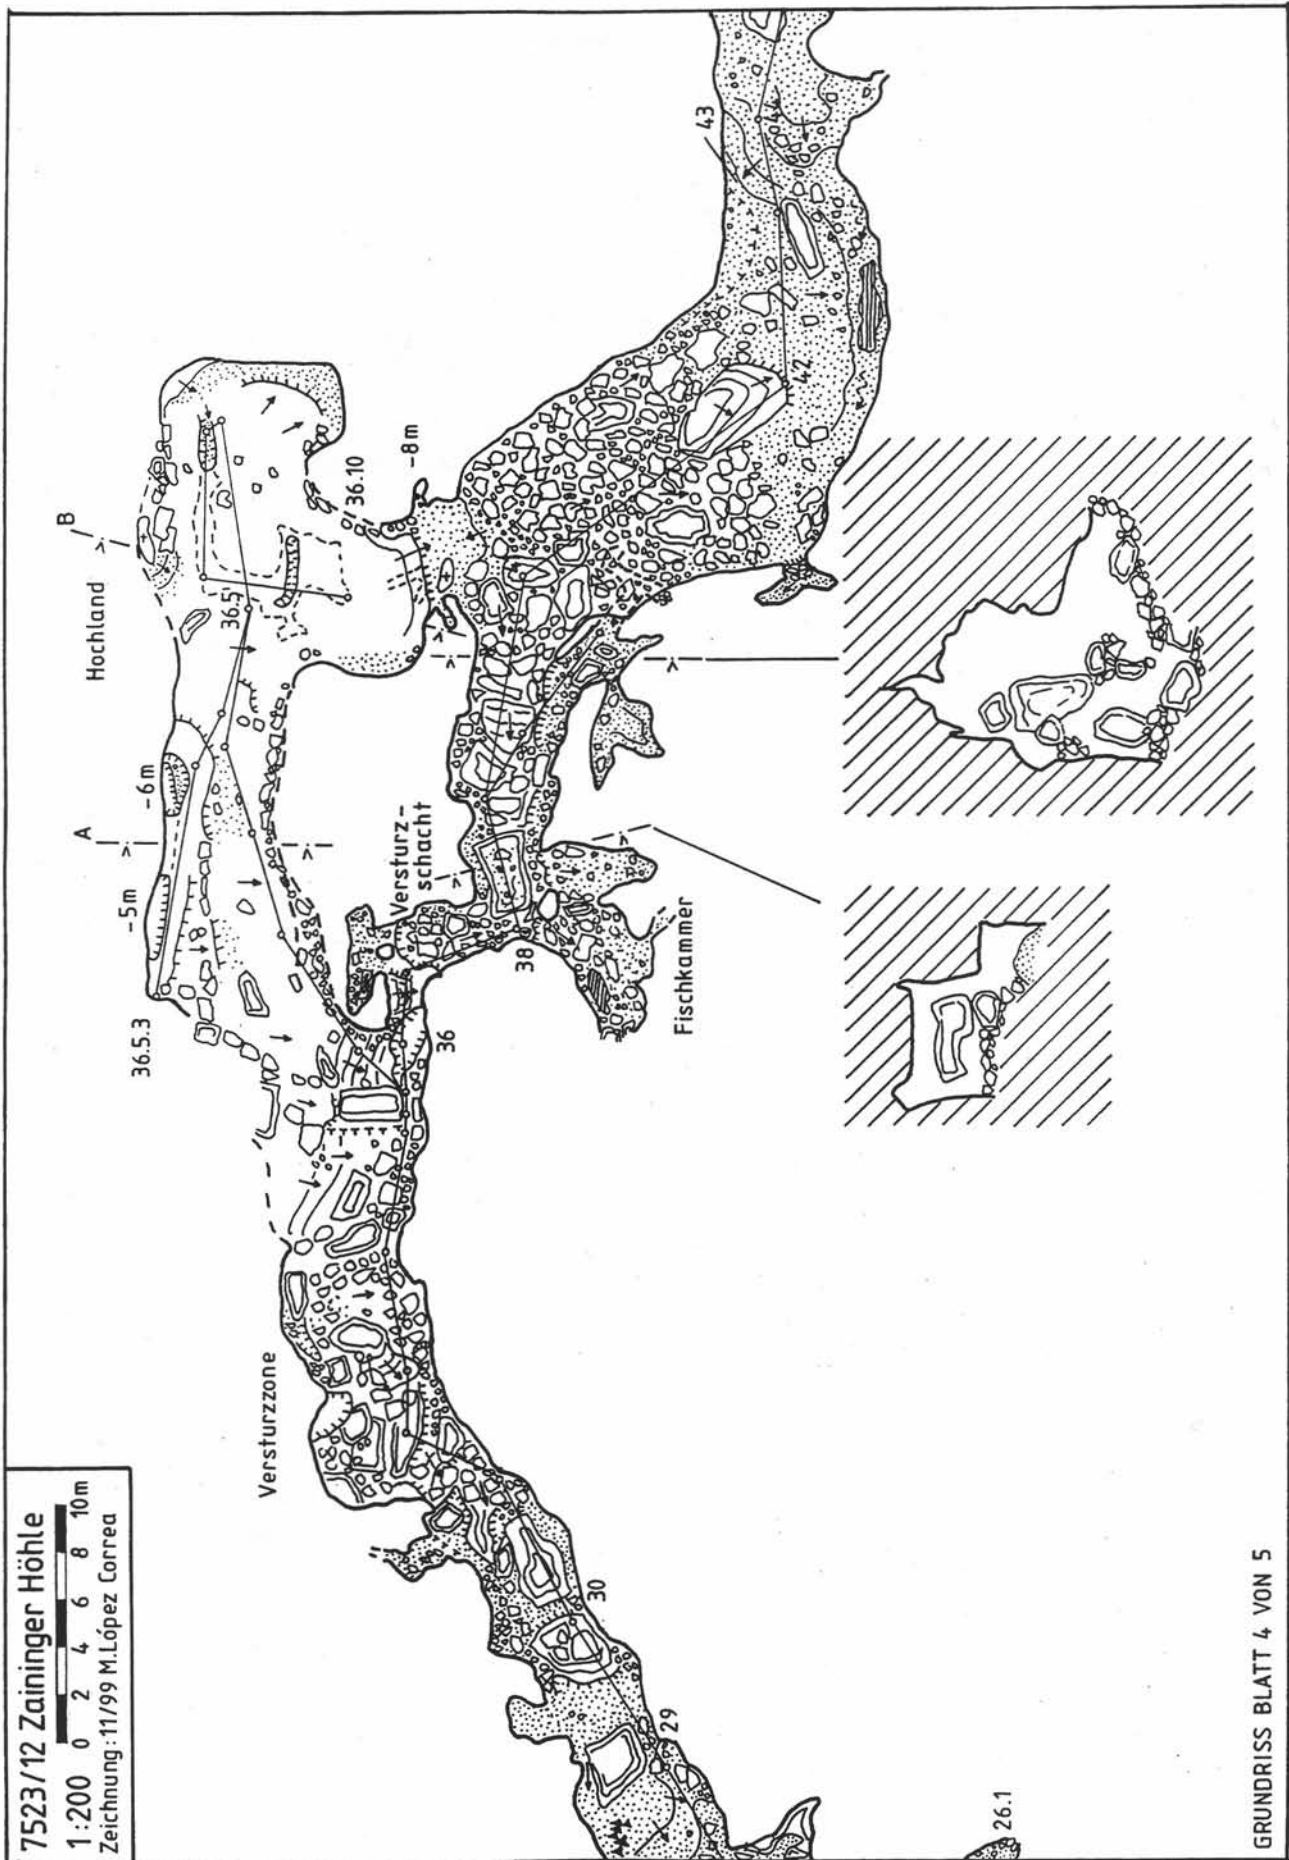 7523/12 Zaininger Höhle
1:200 0 2 4 6 8 10m
Zeichnung: 11/99 M.López Correa
Versturzzone
36.5.3
-5m
A
-6m
Hochland
B
36.5
36.10
-8m
43
44
42
Versturz-
schacht
38
36
Fischkammer
30
29
26.1
GRUNDRISS BLATT 4 VON 5